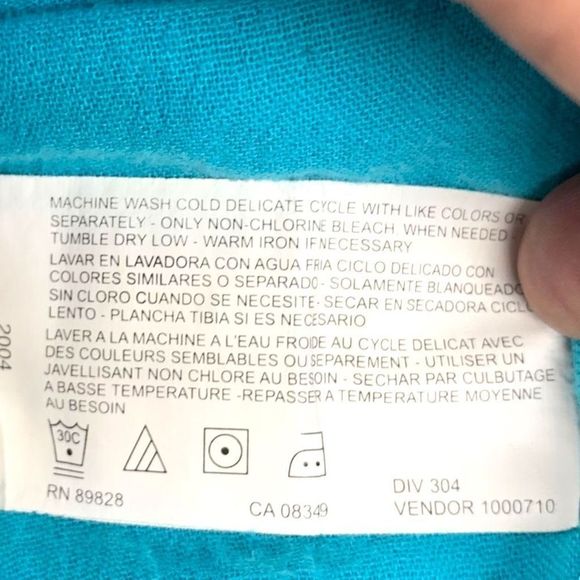 MACHINE WASH COLD DELICATE CYCLE WITH LIKE COLORS OR
SEPARATELY - ONLY NON-CHLORINE BLEACH, WHEN NEEDED -
TUMBLE DRY LOW - WARM IRON IF NECESSARY
LAVAR EN LAVADORA CON AGUA FRIA CICLO DELICADO CON
COLORES SIMILARES O SEPARADO - SOLAMENTE BLANQUEADO
SIN CLORO CUANDO SE NECESITE - SECAR EN SECADORA CICLO
LENTO - PLANCHA TIBIA SI ES NECESARIO
LAVER A LA MACHINE A L'EAU FROIDE AU CYCLE DELICAT AVEC
DES COULEURS SEMBLABLES OU SEPAREMENT - UTILISER UN
JAVELLISANT NON CHLORE AU BESOIN - SECHAR PAR CULBUTAGE
A BASSE TEMPERATURE - REPASSER A TEMPERATURE MOYENNE
AU BESOIN
30C
RN 89828
CA 08349
DIV 304
VENDOR 1000710
2004